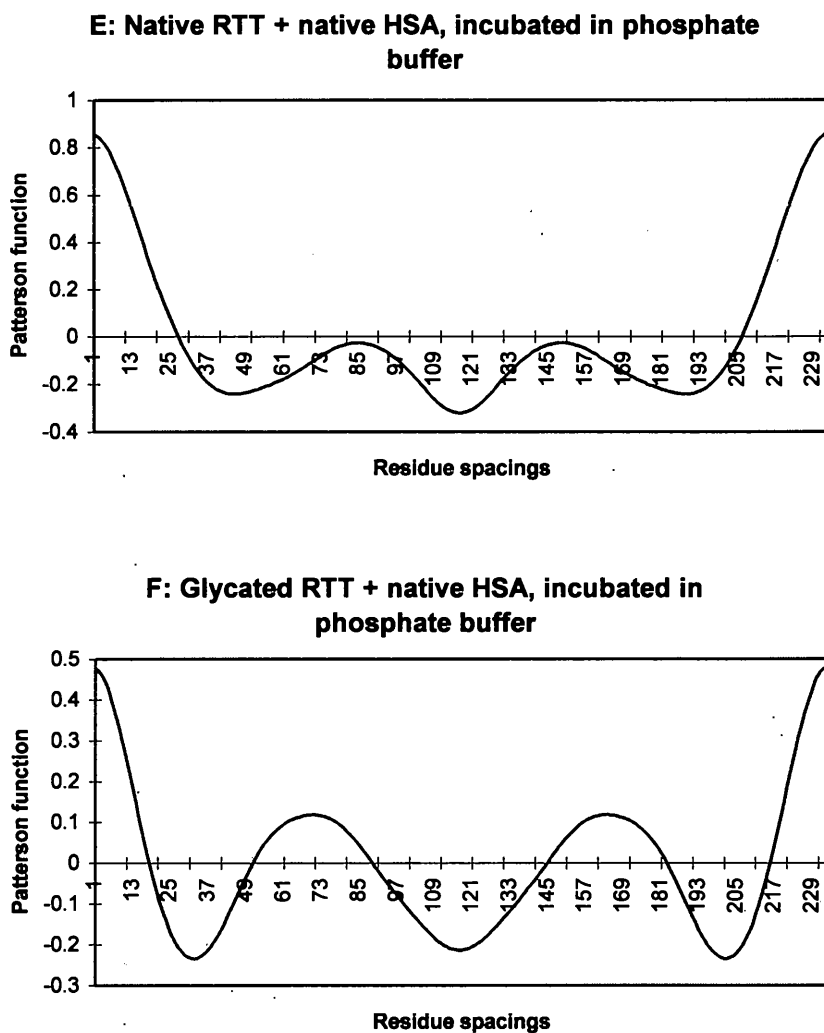 E: Native RTT + native HSA, incubated in phosphate
buffer
Patterson function
1
0.8
0.6
0.4
0.2
0
-0.2
-0.4
1 13 25 37 49 61 73 85 97 109 121 133 145 157 169 181 193 205 217 229
Residue spacings
F: Glycated RTT + native HSA, incubated in
phosphate buffer
Patterson function
0.5
0.4
0.3
0.2
0.1
0
-0.1
-0.2
-0.3
1 13 25 37 49 61 73 85 97 109 121 133 145 157 169 181 193 205 217 229
Residue spacings